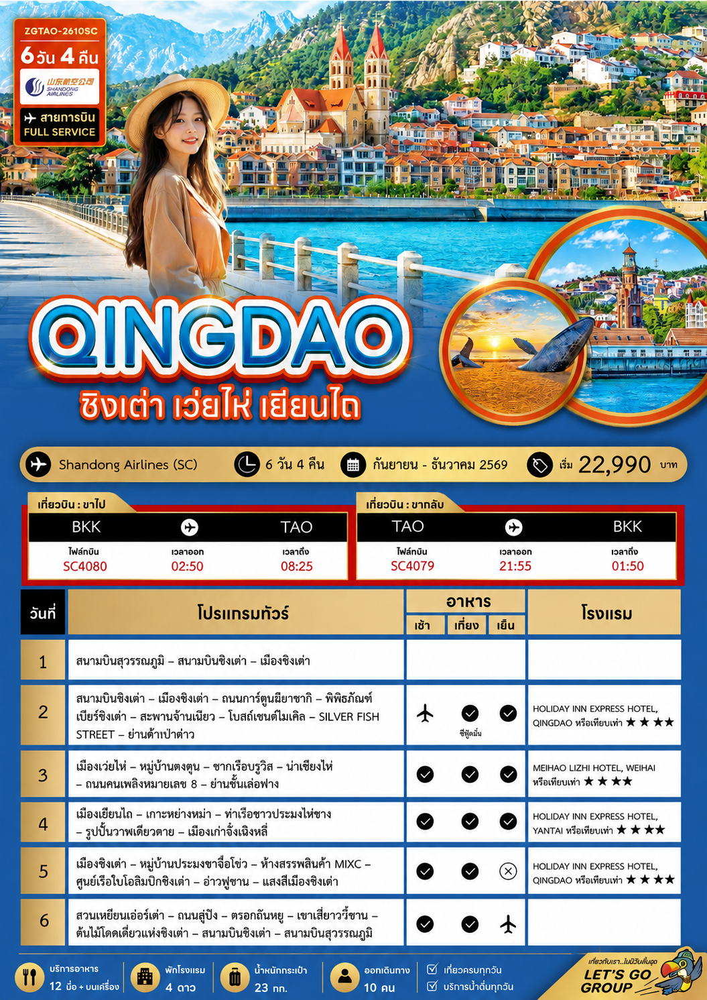 ZGTAO-2610SC
6 วัน 4 คืน
山东航空公司
SHANDONG
AIRLINES
สายการบิน
FULL SERVICE
QINGDAO
ชิงเต่า เว่ยไห่ เยียนไถ
Shandong Airlines (SC)
6 วัน 4 คืน
กันยายน - ธันวาคม 2569
เริ่ม 22,990 บาท
เที่ยวบิน : ขาไป
BKK TAO
ไฟล์ทบิน เวลาออก เวลาถึง
SC4080 02:50 08:25
เที่ยวบิน : ขากลับ
TAO BKK
ไฟล์ทบิน เวลาออก เวลาถึง
SC4079 21:55 01:50
วันที่ โปรแกรมทัวร์ อาหาร โรงแรม
เช้า เที่ยง เย็น
1
สนามบินสุวรรณภูมิ – สนามบินชิงเต่า – เมืองชิงเต่า
2
สนามบินชิงเต่า – เมืองชิงเต่า – ถนนการ์ตูนมิยาซากิ – พิพิธภัณฑ์
เบียร์ชิงเต่า – สะพานจ้านเฉียว – โบสถ์เซนต์ไมเคิล – SILVER FISH
STREET – ย่านต้าเป่าต่าว
ซีฟู้ดมั้ม
HOLIDAY INN EXPRESS HOTEL,
QINGDAO หรือเทียบเท่า ★ ★ ★★
3
เมืองเว่ยไห่ – หมู่บ้านตงตุน – ซากเรือบรูวิส – น่าเซียงไห่
– ถนนคนเพลิงหมายเลข 8 – ย่านชั้นเล่อฟาง
MEIHAO LIZHI HOTEL, WEIHAI
หรือเทียบเท่า ★ ★ ★★
4
เมืองเยียนไถ – เกาะหย่างหม่า – ท่าเรือชาวประมงไห่ชาง
– รูปปั้นวาฬเดียวดาย – เมืองเก่าจั่งเฉิงหลี่
HOLIDAY INN EXPRESS HOTEL,
YANTAI หรือเทียบเท่า ★ ★ ★★
5
เมืองชิงเต่า – หมู่บ้านประมงซาจื่อโข่ว – ห้างสรรพสินค้า MIXC –
ศูนย์เรือใบโอลิมปิกชิงเต่า – อ่าวฟูซาน – แสงสีเมืองชิงเต่า
HOLIDAY INN EXPRESS HOTEL,
QINGDAO หรือเทียบเท่า ★ ★ ★★
6
สวนเหยียนเอ่อร์เต่า – ถนนสู่ปัง – ตรอกถันหยู – เขาเสี่ยาววี้ซาน –
ต้นไม้โดดเดี่ยวแห่งชิงเต่า – สนามบินชิงเต่า – สนามบินสุวรรณภูมิ
บริการอาหาร
12 มื้อ + บนเครื่อง
พักโรงแรม
4 ดาว
น้ำหนักกระเป๋า
23 กก.
ออกเดินทาง
10 คน
เที่ยวครบทุกวัน
บริการน้ำดื่มทุกวัน
เที่ยวกับเรา...ไม่มีวันสิ้นสุด
LET'S GO
GROUP